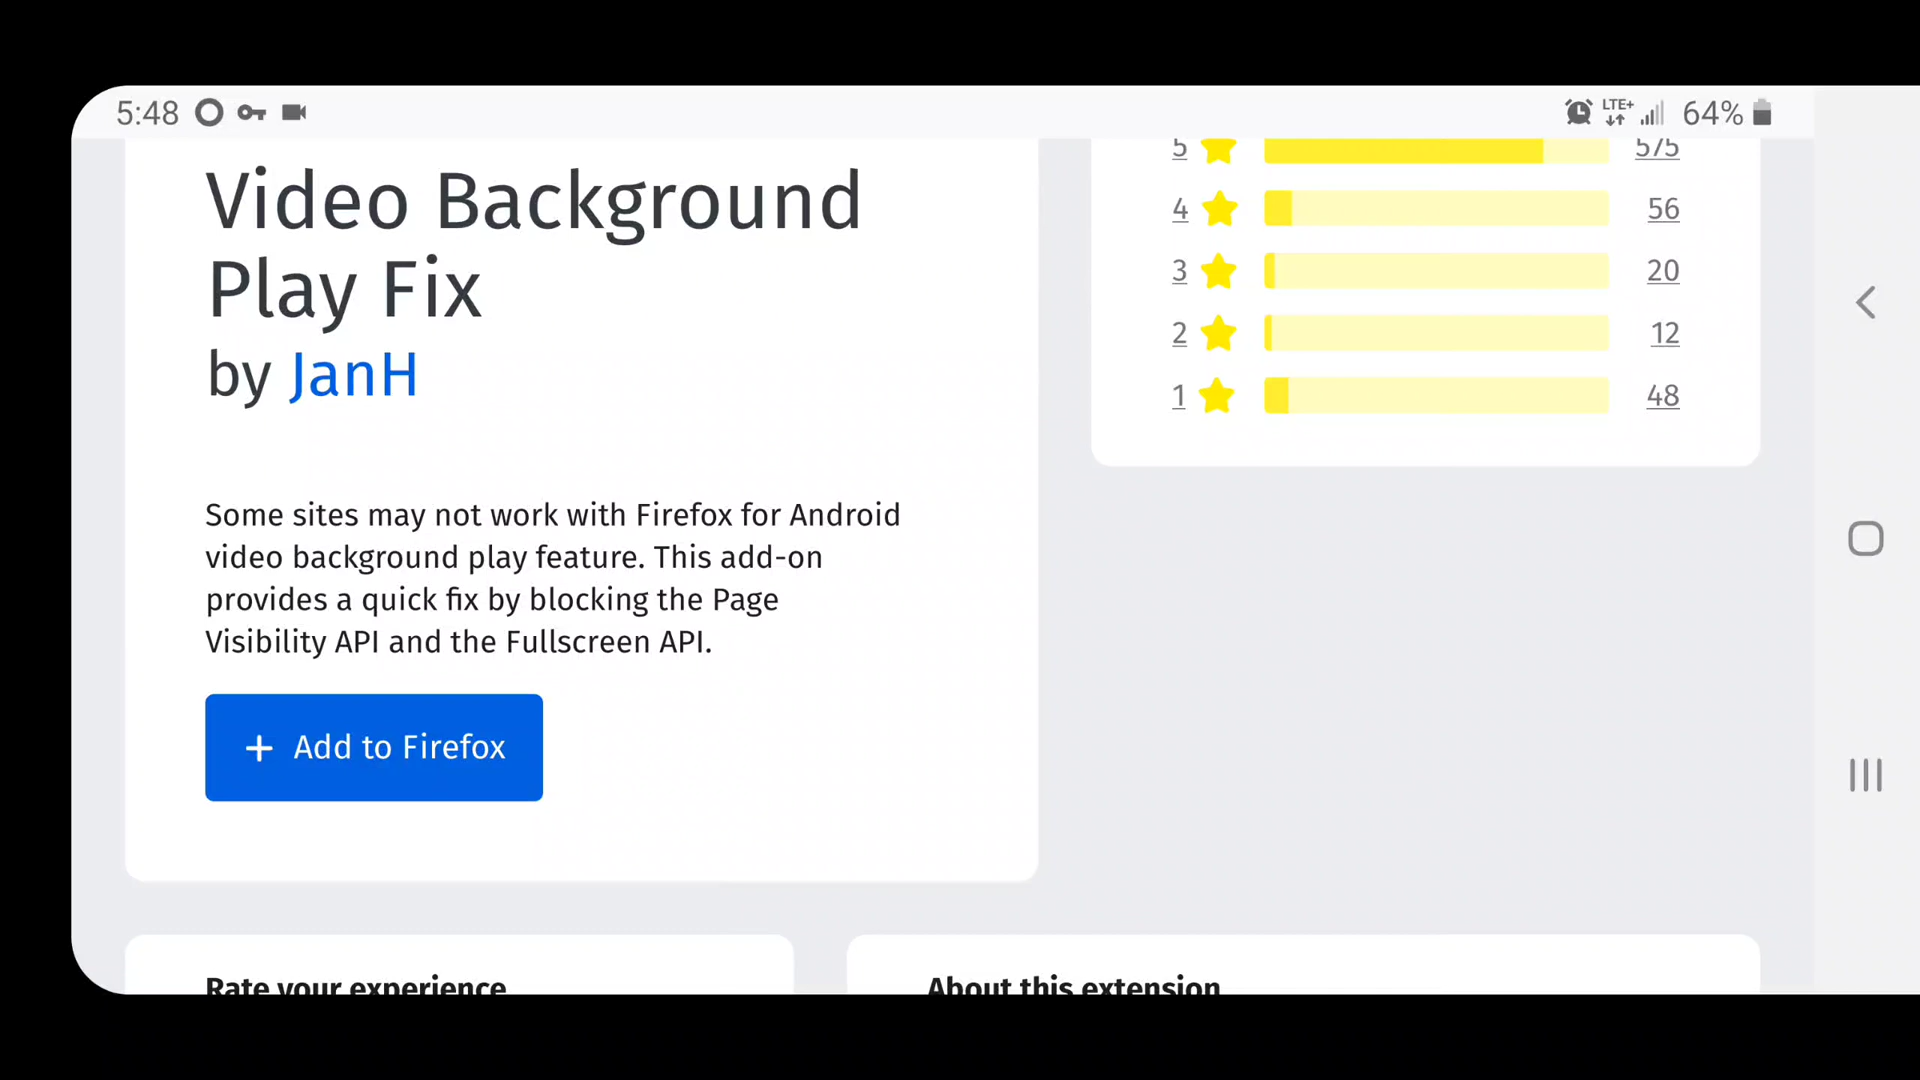 5:48
LTE+
64%
Video Background
Play Fix
by JanH
Some sites may not work with Firefox for Android
video background play feature. This add-on
provides a quick fix by blocking the Page
Visibility API and the Fullscreen API.
+ Add to Firefox
5 575
4 56
3 20
2 12
1 48
Rate your experience
About this extension